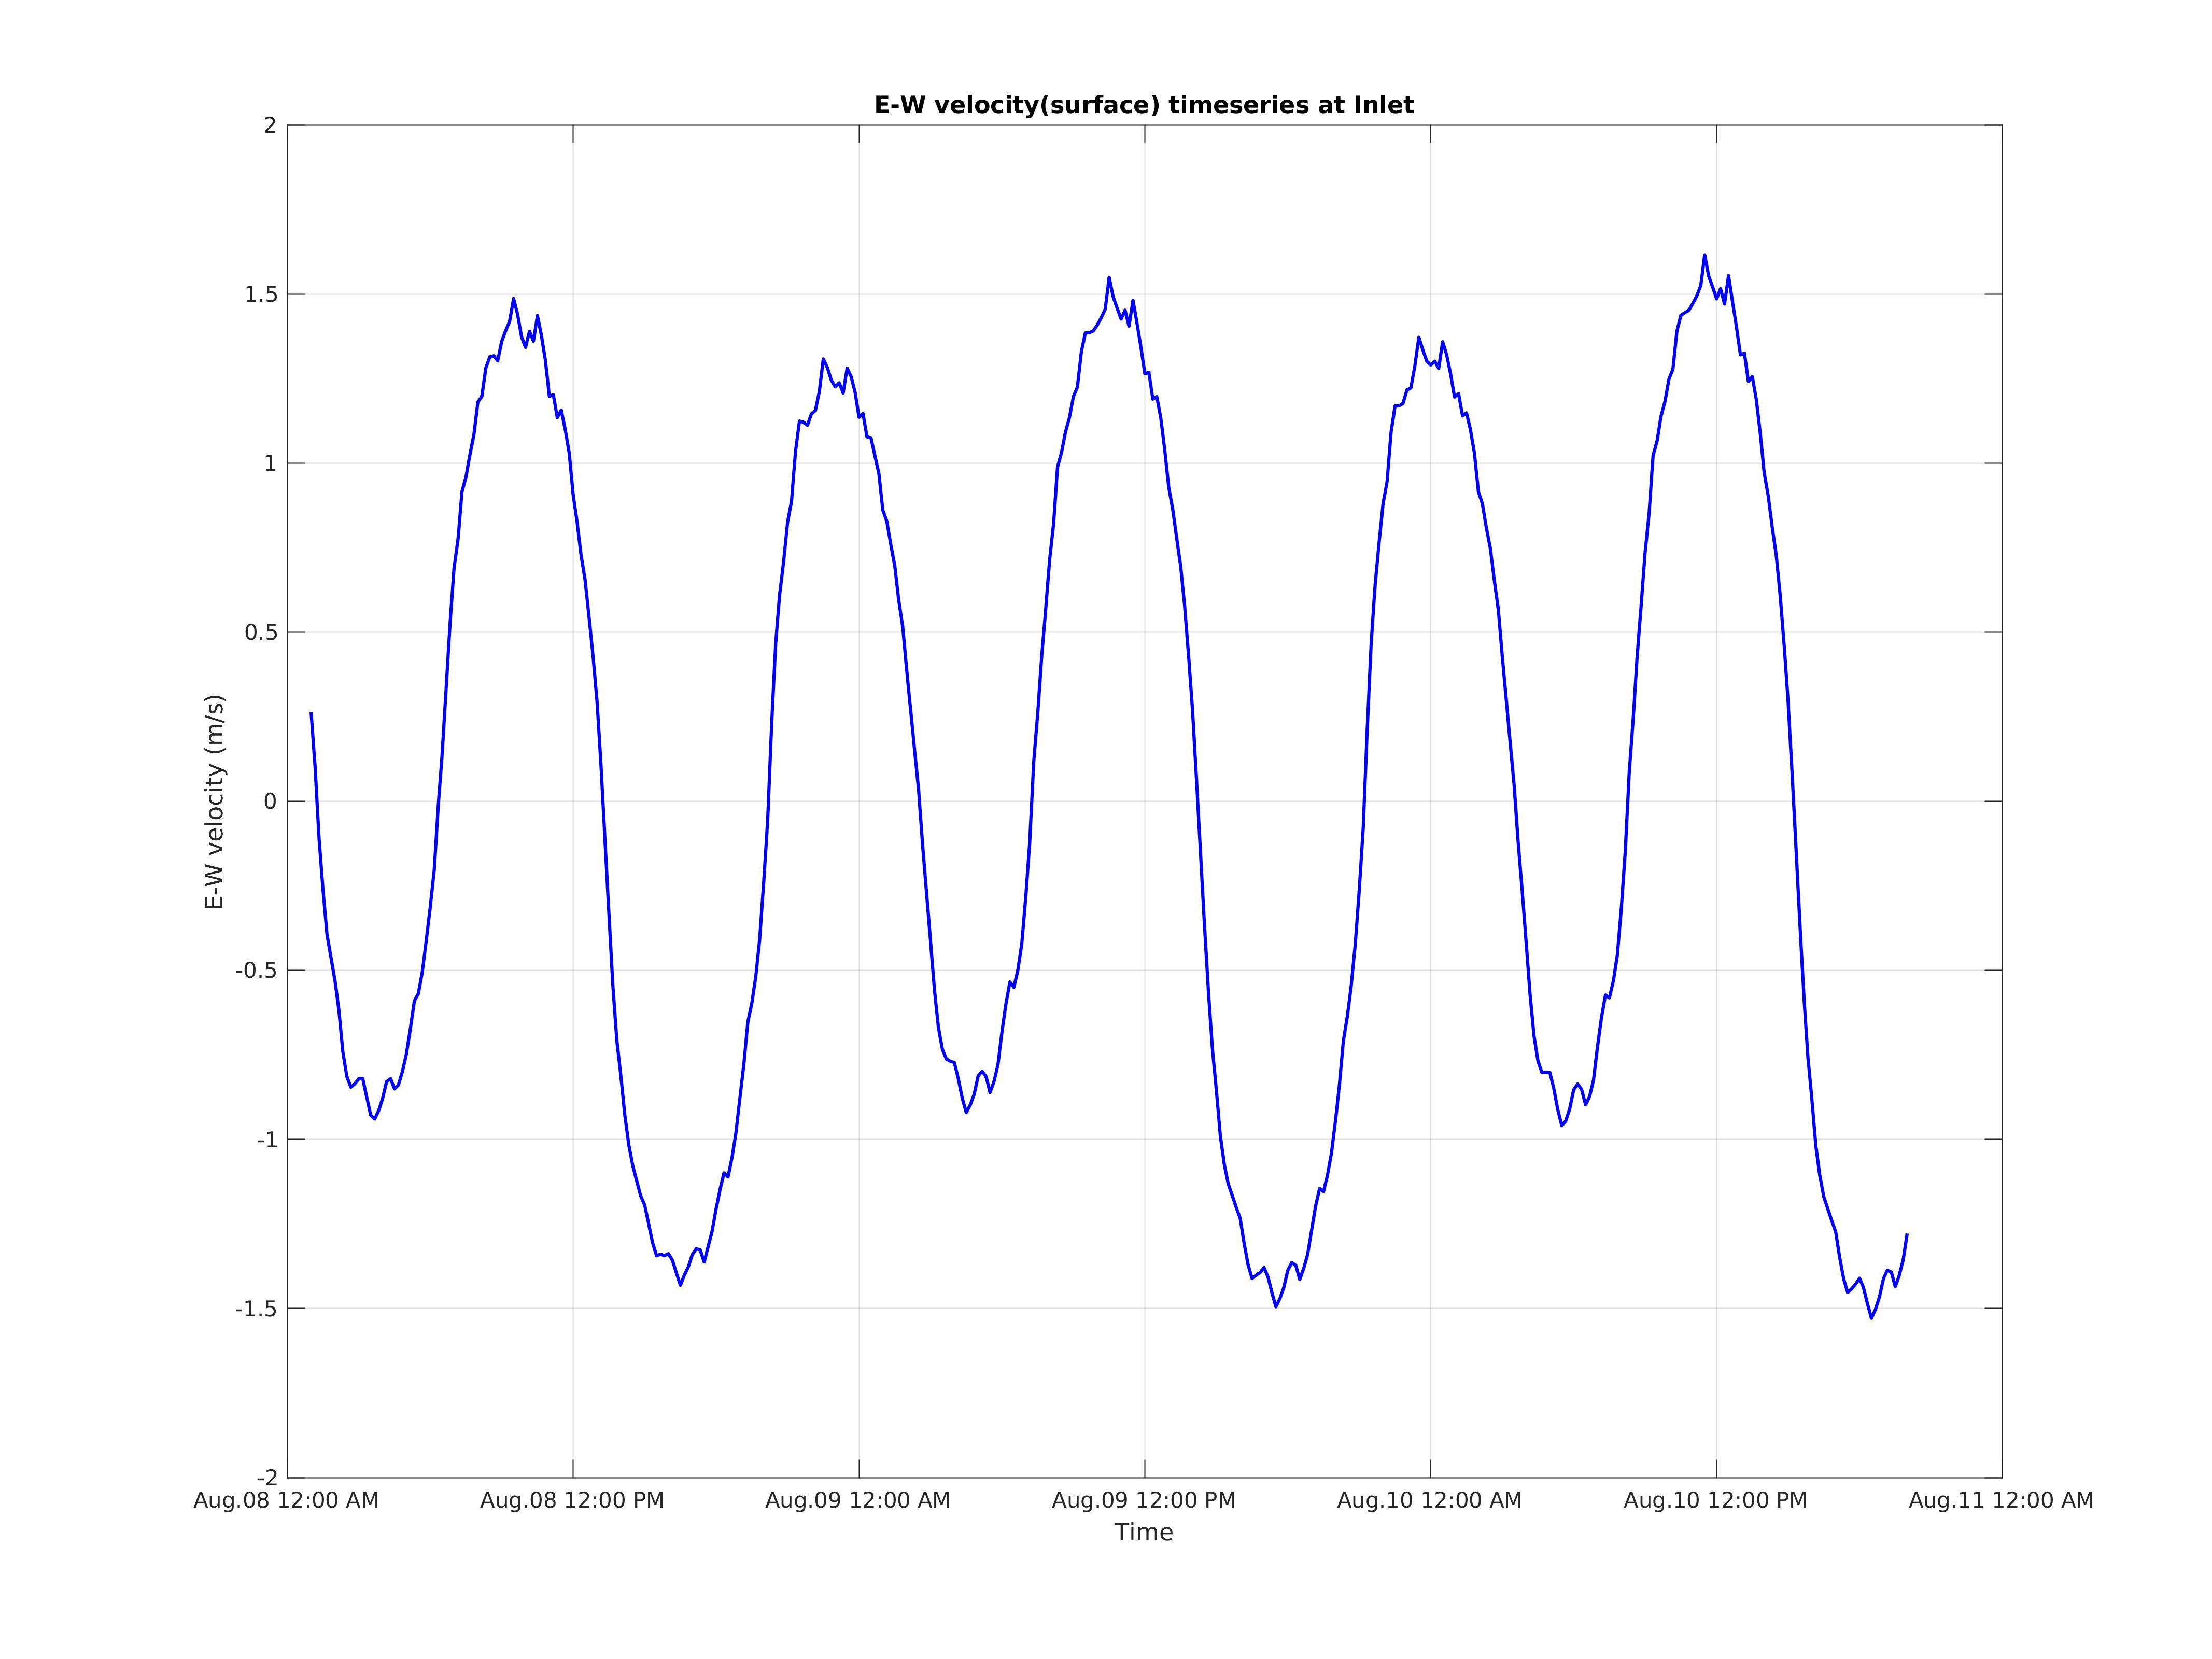 E-W velocity(surface) timeseries at Inlet
2
1.5
1
0.5
0
-0.5
-1
-1.5
-2
E-W velocity (m/s)
Aug.08 12:00 AM Aug.08 12:00 PM Aug.09 12:00 AM Aug.09 12:00 PM Aug.10 12:00 AM Aug.10 12:00 PM Aug.11 12:00 AM
Time